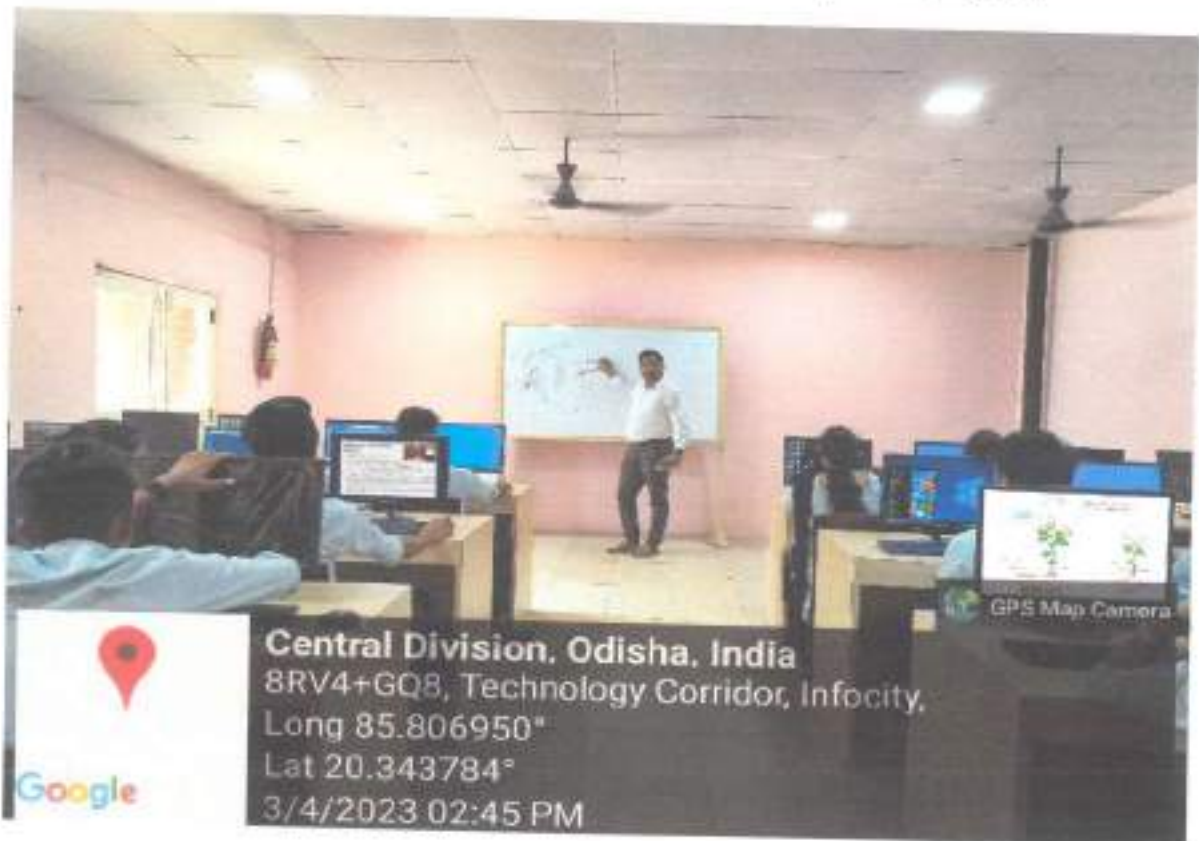 GPS Map Camera
Central Division, Odisha, India
8RV4+GQ8, Technology Corridor, Infocity,
Long 85.806950°
Lat 20.343784°
3/4/2023 02:45 PM
Google